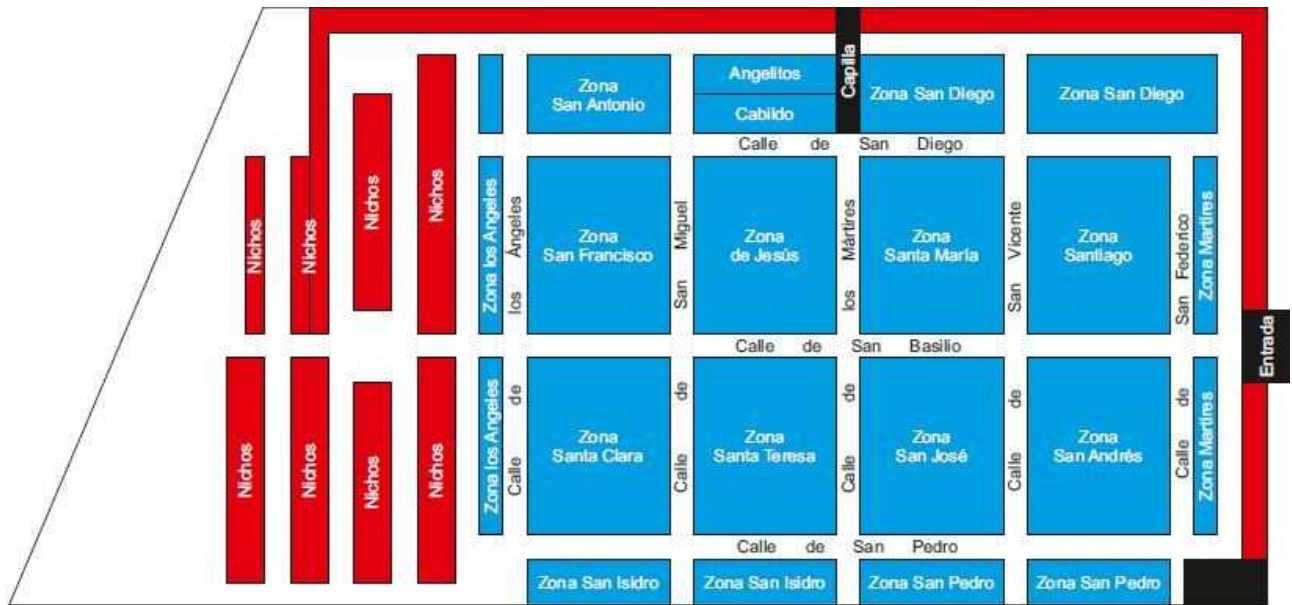 Zona
San Antonio
Angelitos
Cabildo
Capilla
Zona San Diego
Zona San Diego
Calle de San Diego
Nichos
Nichos
Nichos
Nichos
Zona los Angeles
Calle de los Ángeles
Zona
San Francisco
Calle de San Miguel
Zona
de Jesús
Calle de los Mártires
Zona
Santa María
Calle de San Vicente
Zona
Santiago
Calle de San Federico
Zona Martires
Entrada
Calle de San Basilio
Nichos
Nichos
Nichos
Nichos
Zona los Angeles
Zona
Santa Clara
Zona
Santa Teresa
Zona
San José
Zona
San Andrés
Zona Martires
Calle de San Pedro
Zona San Isidro
Zona San Isidro
Zona San Pedro
Zona San Pedro